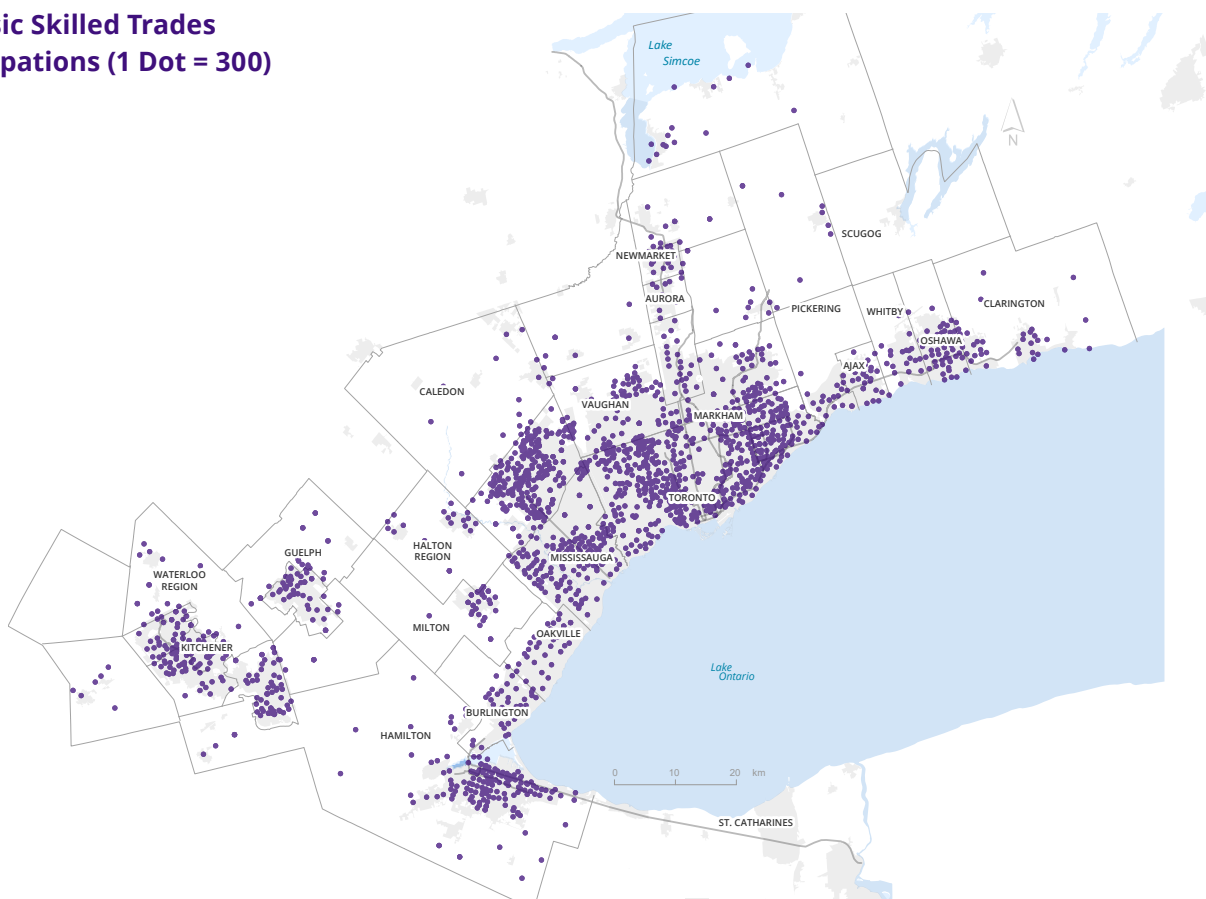 ic Skilled Trades
pations (1 Dot = 300)
Lake
Simcoe
N
SCUGOG
NEWMARKET
AURORA
PICKERING
WHITBY
CLARINGTON
OSHAWA
AJAX
CALEDON
VAUGHAN
MARKHAM
TORONTO
HALTON
REGION
GUELPH
MISSISSAUGA
WATERLOO
REGION
MILTON
OAKVILLE
KITCHENER
Lake
Ontario
BURLINGTON
HAMILTON
0 10 20 km
ST. CATHARINES